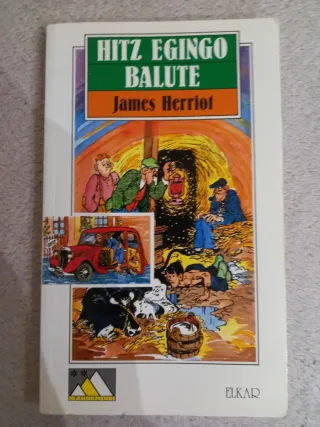 HITZ EGINGO
BALUTE
James Herriot
ELKAR